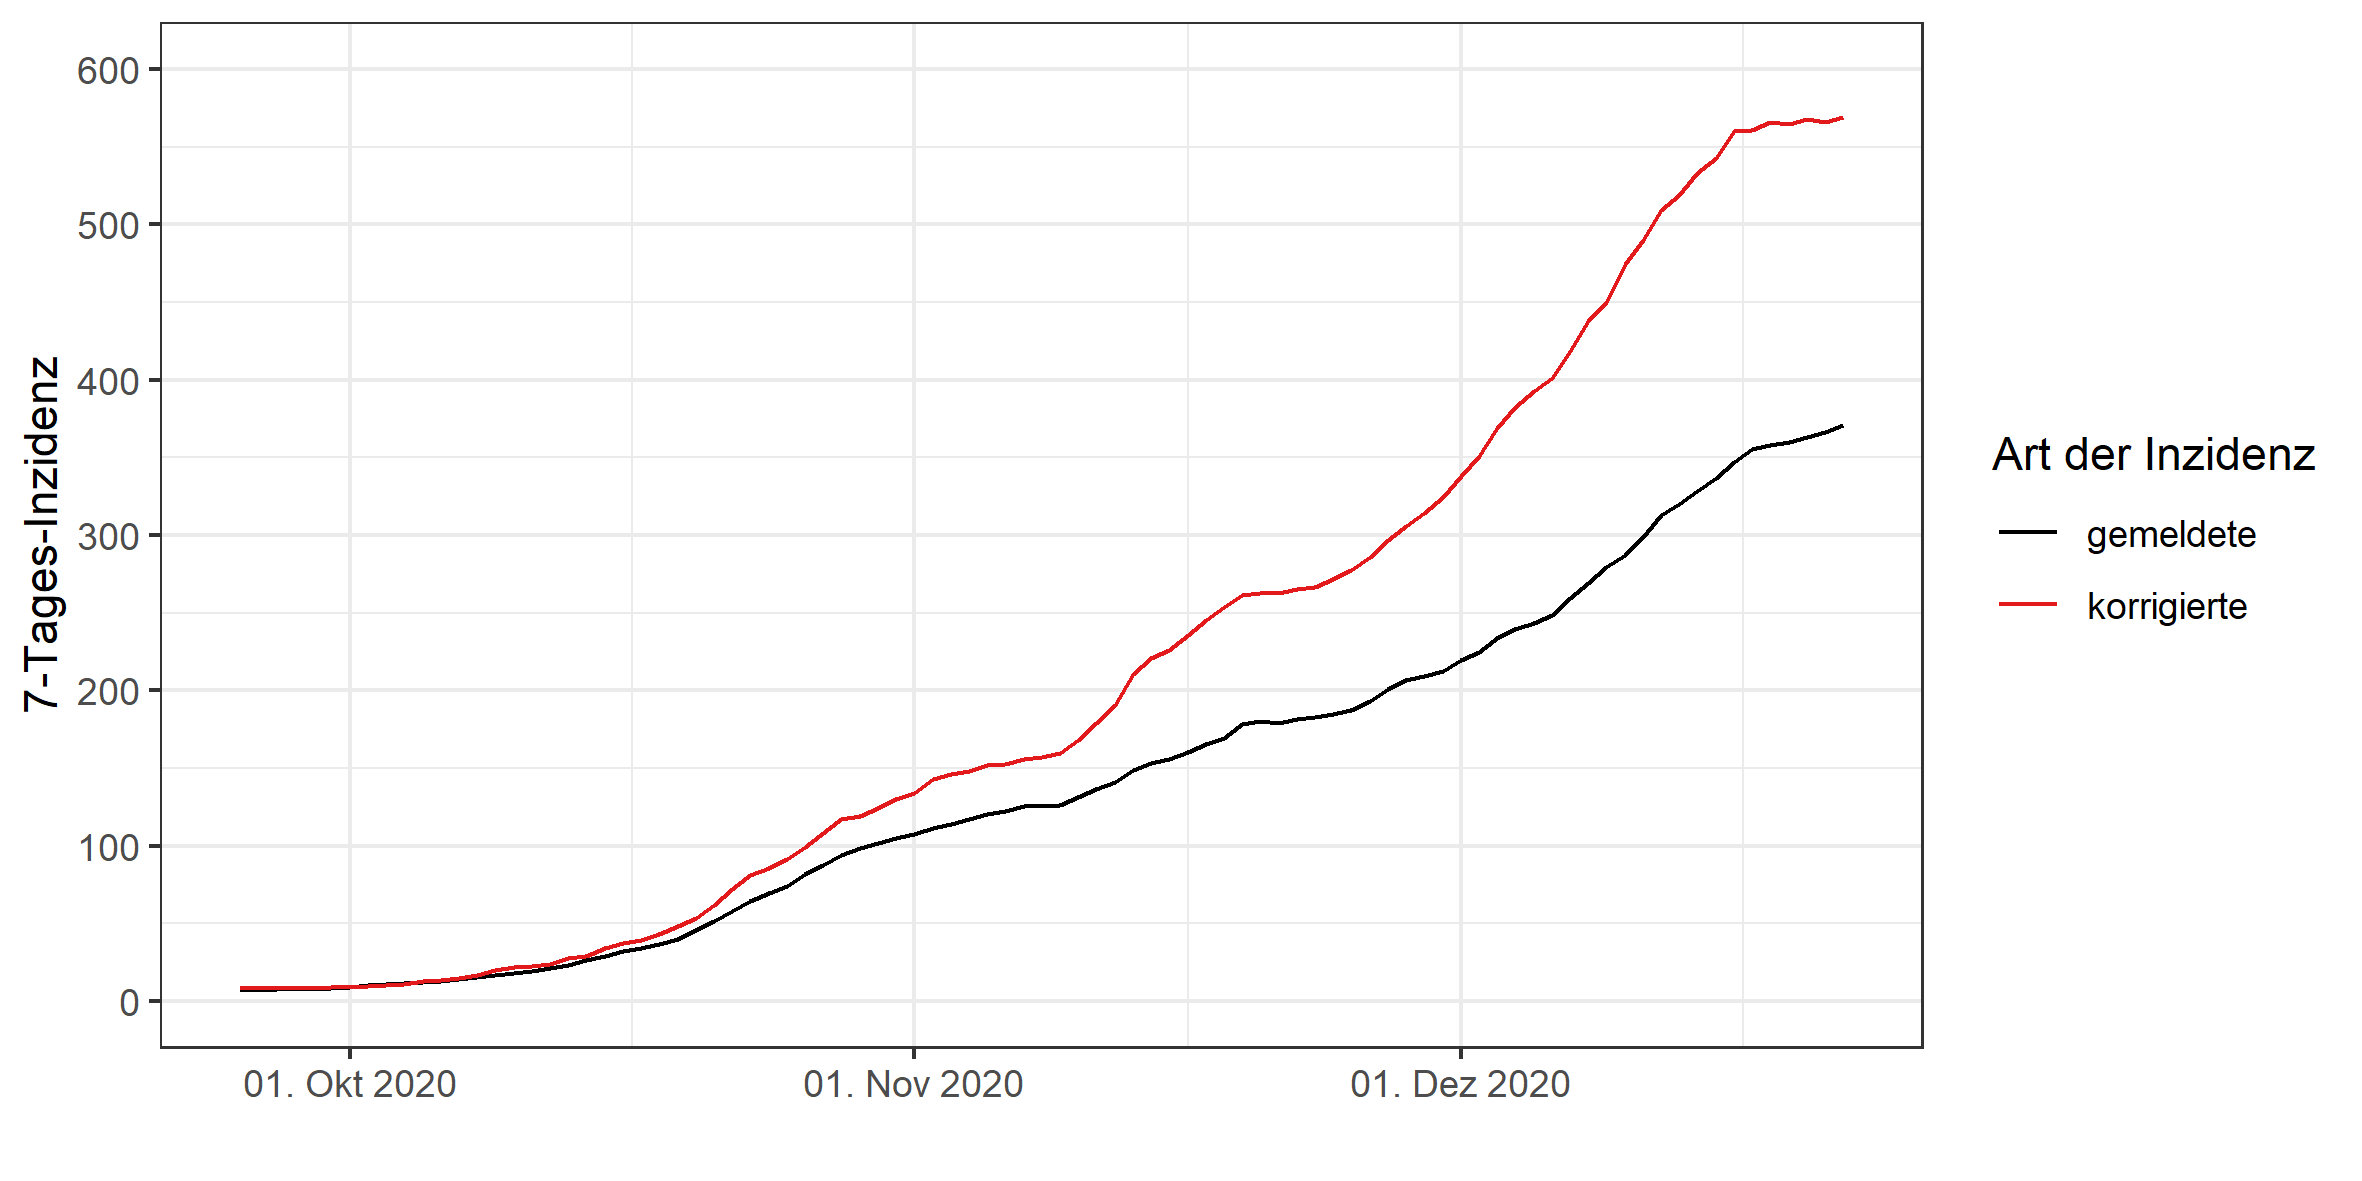 600
500
400
300
200
100
0
7-Tages-Inzidenz
01. Okt 2020
01. Nov 2020
01. Dez 2020
Art der Inzidenz
gemeldete
korrigierte